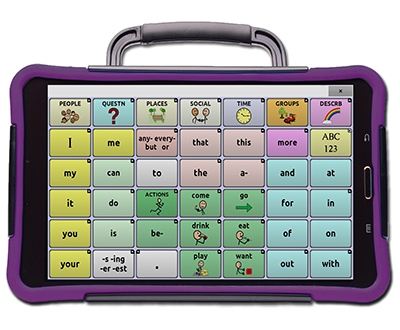 ×
PEOPLE QUESTN PLACES SOCIAL TIME GROUPS DESCRB
?
I me any- every- that this more ABC
but or 123
my can to the a- and at
it do ACTIONS come go for in
you is be- drink eat of on
your -s -ing . play want out with
-er -est